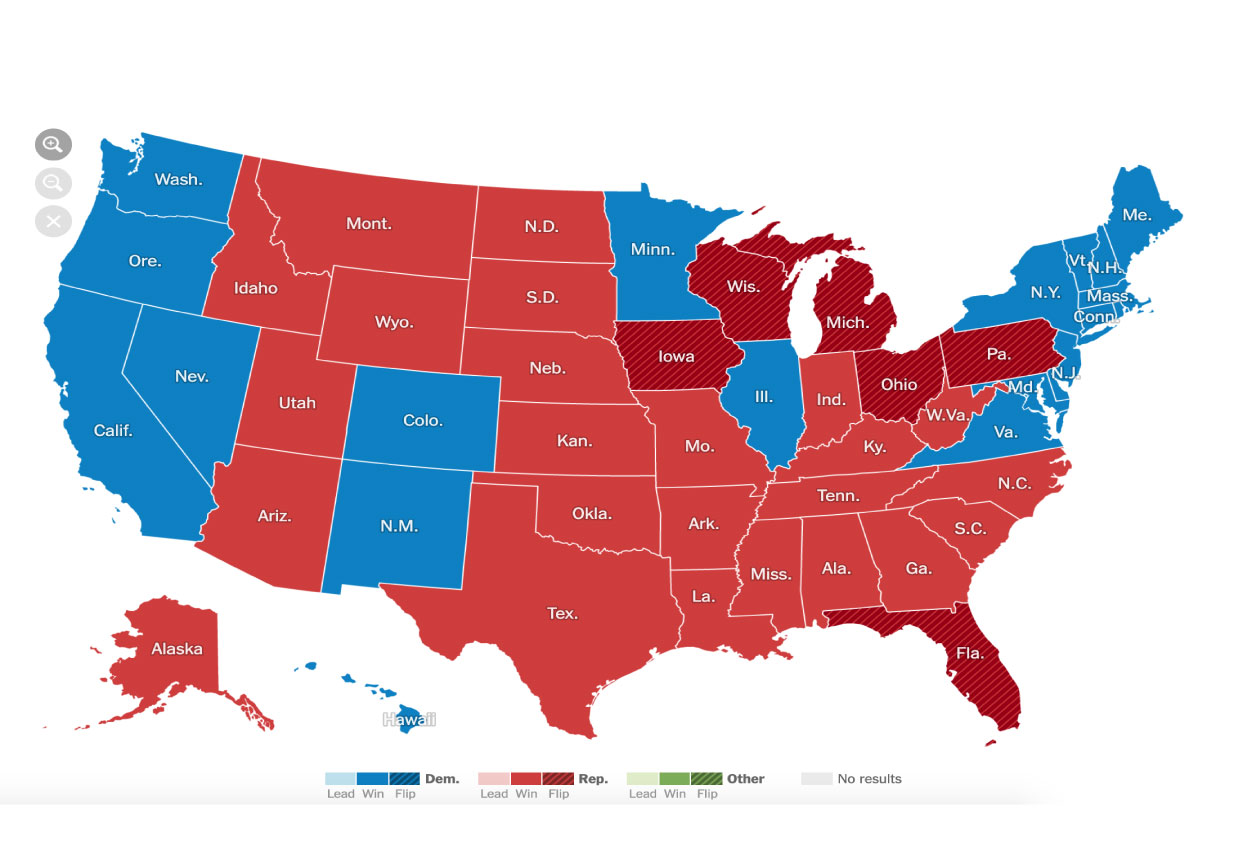 Wash.
Me.
Mont.
N.D.
Minn.
Vt.
N.H.
Ore.
Idaho
S.D.
Wis.
N.Y.
Mass.
Conn.
Wyo.
Mich.
Iowa
Pa.
Nev.
Neb.
N.J.
Utah
Ohio
Md.
Ill.
Ind.
Colo.
W.Va.
Calif.
Kan.
Mo.
Ky.
Va.
Tenn.
N.C.
Ariz.
N.M.
Okla.
Ark.
S.C.
Miss.
Ala.
Ga.
La.
Tex.
Alaska
Fla.
Hawaii
Dem. Rep. Other No results
Lead Win Flip Lead Win Flip Lead Win Flip